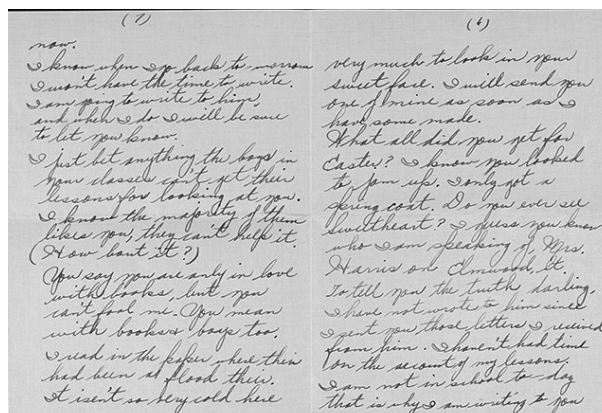 (7)
now.
I know when I go back to morrow
I won't have the time to write.
I am going to write to him,
and when I do I will be sure
to let you know.
I just bet anything the boys in
your classes can't get their
lessons for looking at you.
I know the majority of them
likes you, they can't help it.
(How bout it?)
You say you are only in love
with books, but you
can't fool me. You mean
with books & boys too.
I read in the paper where their
had been a flood their.
It isen't so very cold here
(6)
very much to look in your
sweet face. I will send you
one of mine as soon as I
have some made.
What all did you get for
Easter? I know you looked
to jam up. I only got a
spring coat. Do you ever see
sweetheart? I guess you know
who I am speaking of Mrs.
Harris on Elmwood St.
To tell you the truth darling,
I have not wrote to him since
I sent you those letters I recived
from him. I haven't had time
on the account of my lessons.
I am not in school to-day
that is why I am writing to you